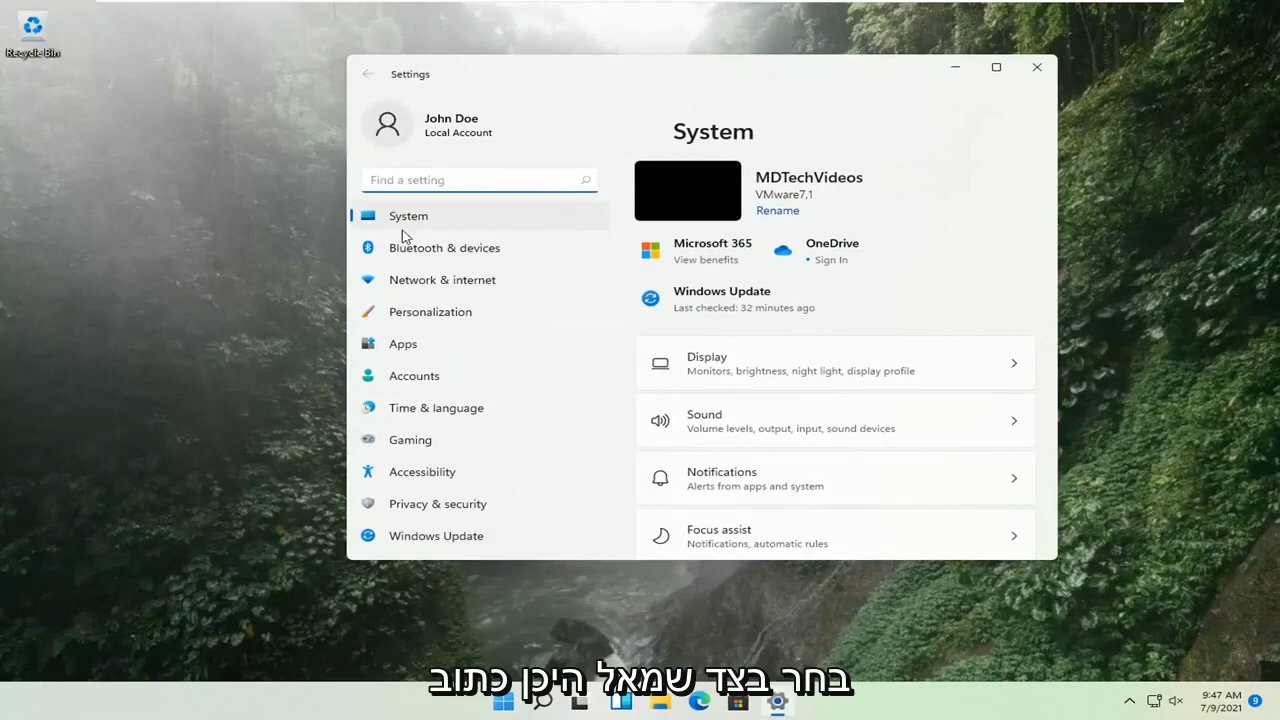 Recycle Bin
Settings
John Doe
Local Account
Find a setting
System
Bluetooth & devices
Network & internet
Personalization
Apps
Accounts
Time & language
Gaming
Accessibility
Privacy & security
Windows Update
System
MDTechVideos
VMware7,1
Rename
Microsoft 365
View benefits
OneDrive
• Sign In
Windows Update
Last checked: 32 minutes ago
Display
Monitors, brightness, night light, display profile
Sound
Volume levels, output, input, sound devices
Notifications
Alerts from apps and system
Focus assist
Notifications, automatic rules
בחר בצד שמאל היכן כתוב
9:47 AM
7/9/2021
9